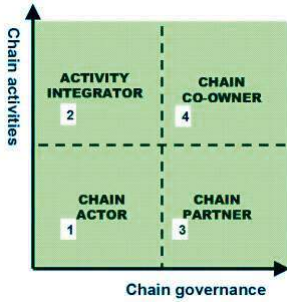 Chain activities
ACTIVITY
INTEGRATOR
2
CHAIN
CO-OWNER
4
CHAIN
ACTOR
1
CHAIN
PARTNER
3
Chain governance